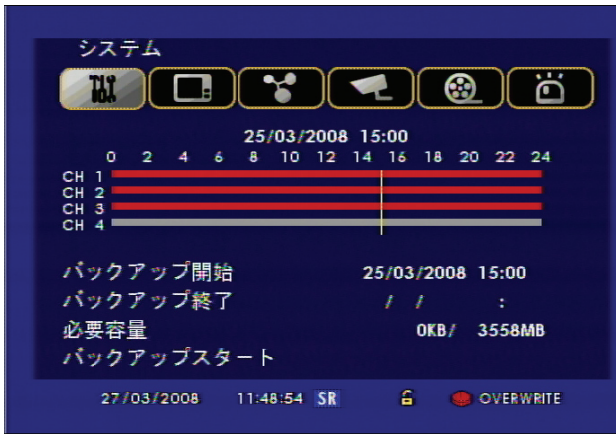 システム
25/03/2008 15:00
0 2 4 6 8 10 12 14 16 18 20 22 24
CH 1
CH 2
CH 3
CH 4
バックアップ開始 25/03/2008 15:00
バックアップ終了 / / :
必要容量 0KB/ 3558MB
バックアップスタート
27/03/2008 11:48:54 SR OVERWRITE